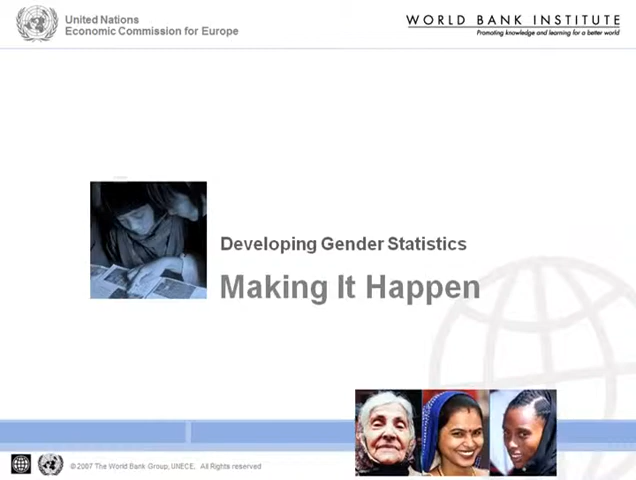 United Nations
Economic Commission for Europe
WORLD BANK INSTITUTE
Promoting knowledge and learning for a better world
Developing Gender Statistics
Making It Happen
© 2007 The World Bank Group, UNECE, All Rights reserved